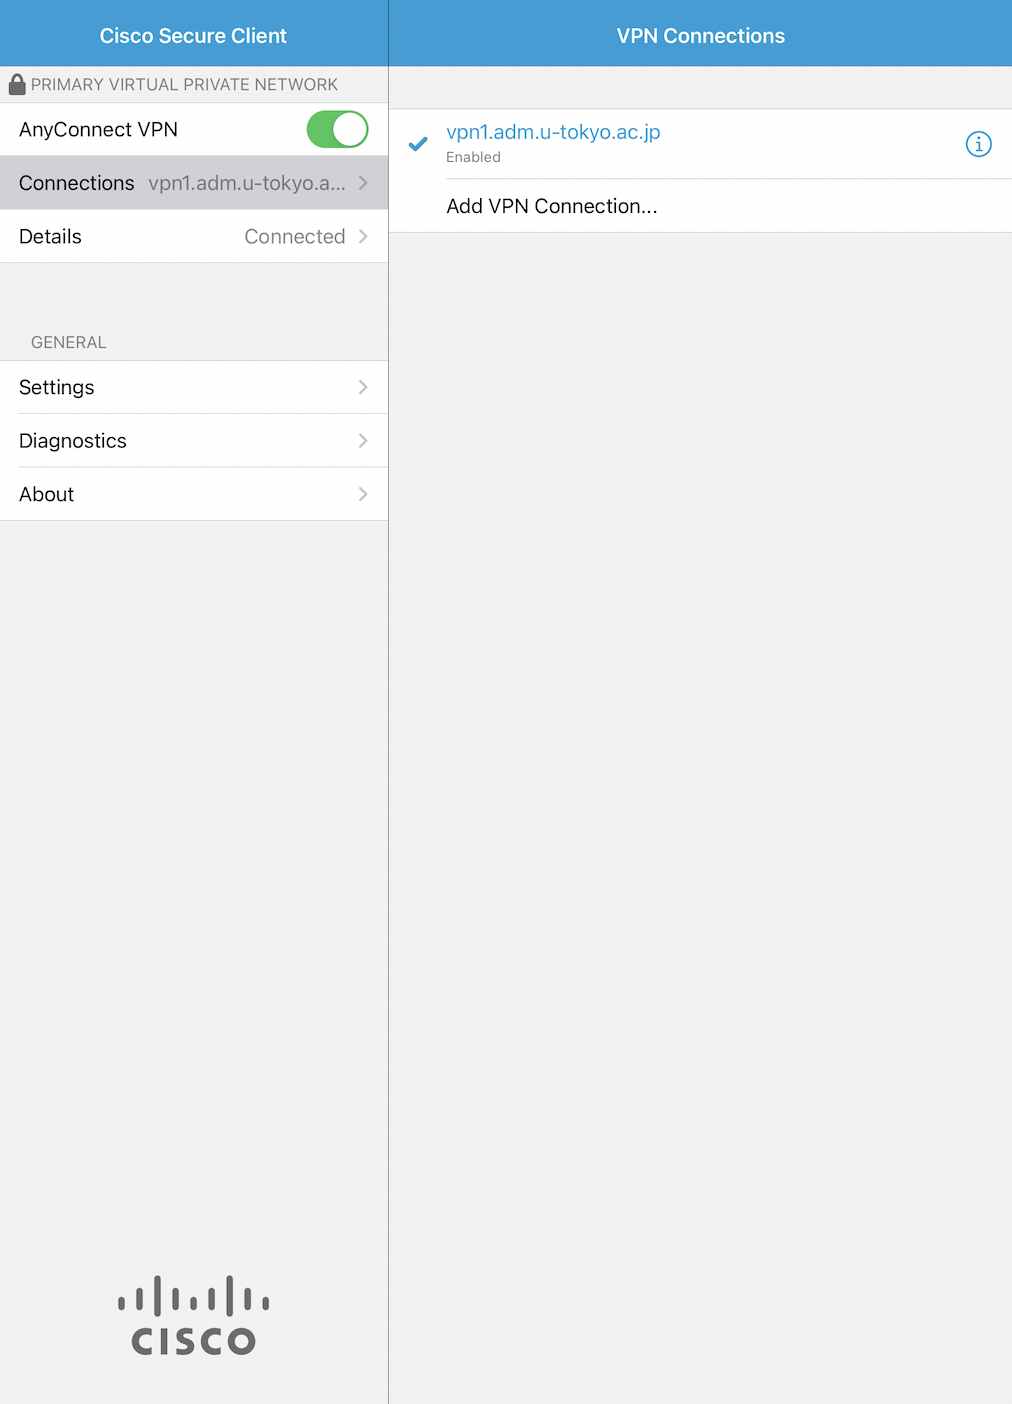 Cisco Secure Client
PRIMARY VIRTUAL PRIVATE NETWORK
AnyConnect VPN
Connections vpn1.adm.u-tokyo.a...
Details Connected
GENERAL
Settings
Diagnostics
About
CISCO
VPN Connections
vpn1.adm.u-tokyo.ac.jp
Enabled
Add VPN Connection...